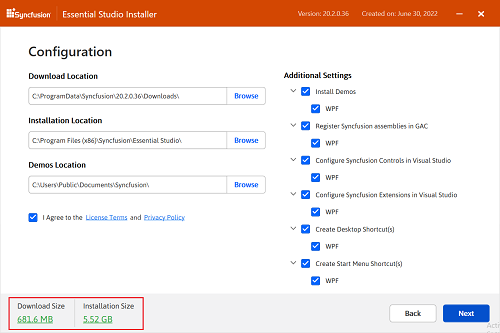 Syncfusion Essential Studio Installer Version: 20.2.0.36 Created on: June 30, 2022
Configuration
Download Location
C:\ProgramData\Syncfusion\20.2.0.36\Downloads\ Browse
Installation Location
C:\Program Files (x86)\Syncfusion\Essential Studio\ Browse
Demos Location
C:\Users\Public\Documents\Syncfusion\ Browse
I Agree to the License Terms and Privacy Policy
Additional Settings
Install Demos
WPF
Register Syncfusion assemblies in GAC
WPF
Configure Syncfusion Controls in Visual Studio
WPF
Configure Syncfusion Extensions in Visual Studio
WPF
Create Desktop Shortcut(s)
WPF
Create Start Menu Shortcut(s)
WPF
Download Size Installation Size
681.6 MB 5.52 GB
Back Next